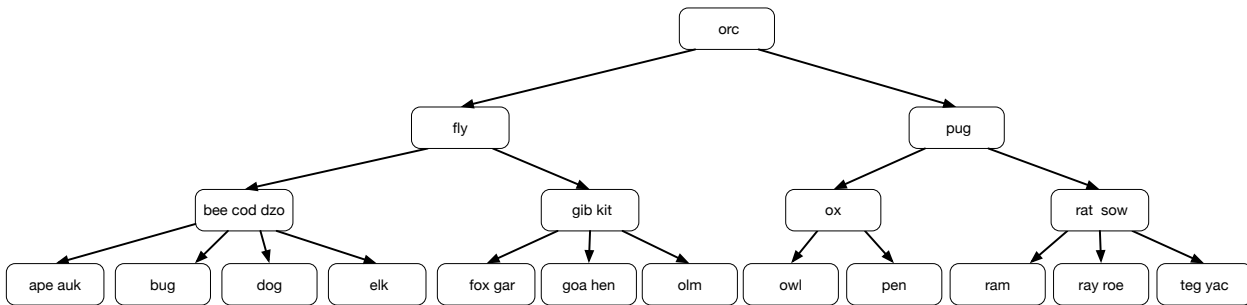 orc
fly pug
bee cod dzo gib kit ox rat sow
ape auk bug dog elk fox gar goa hen olm owl pen ram ray roe teg yac